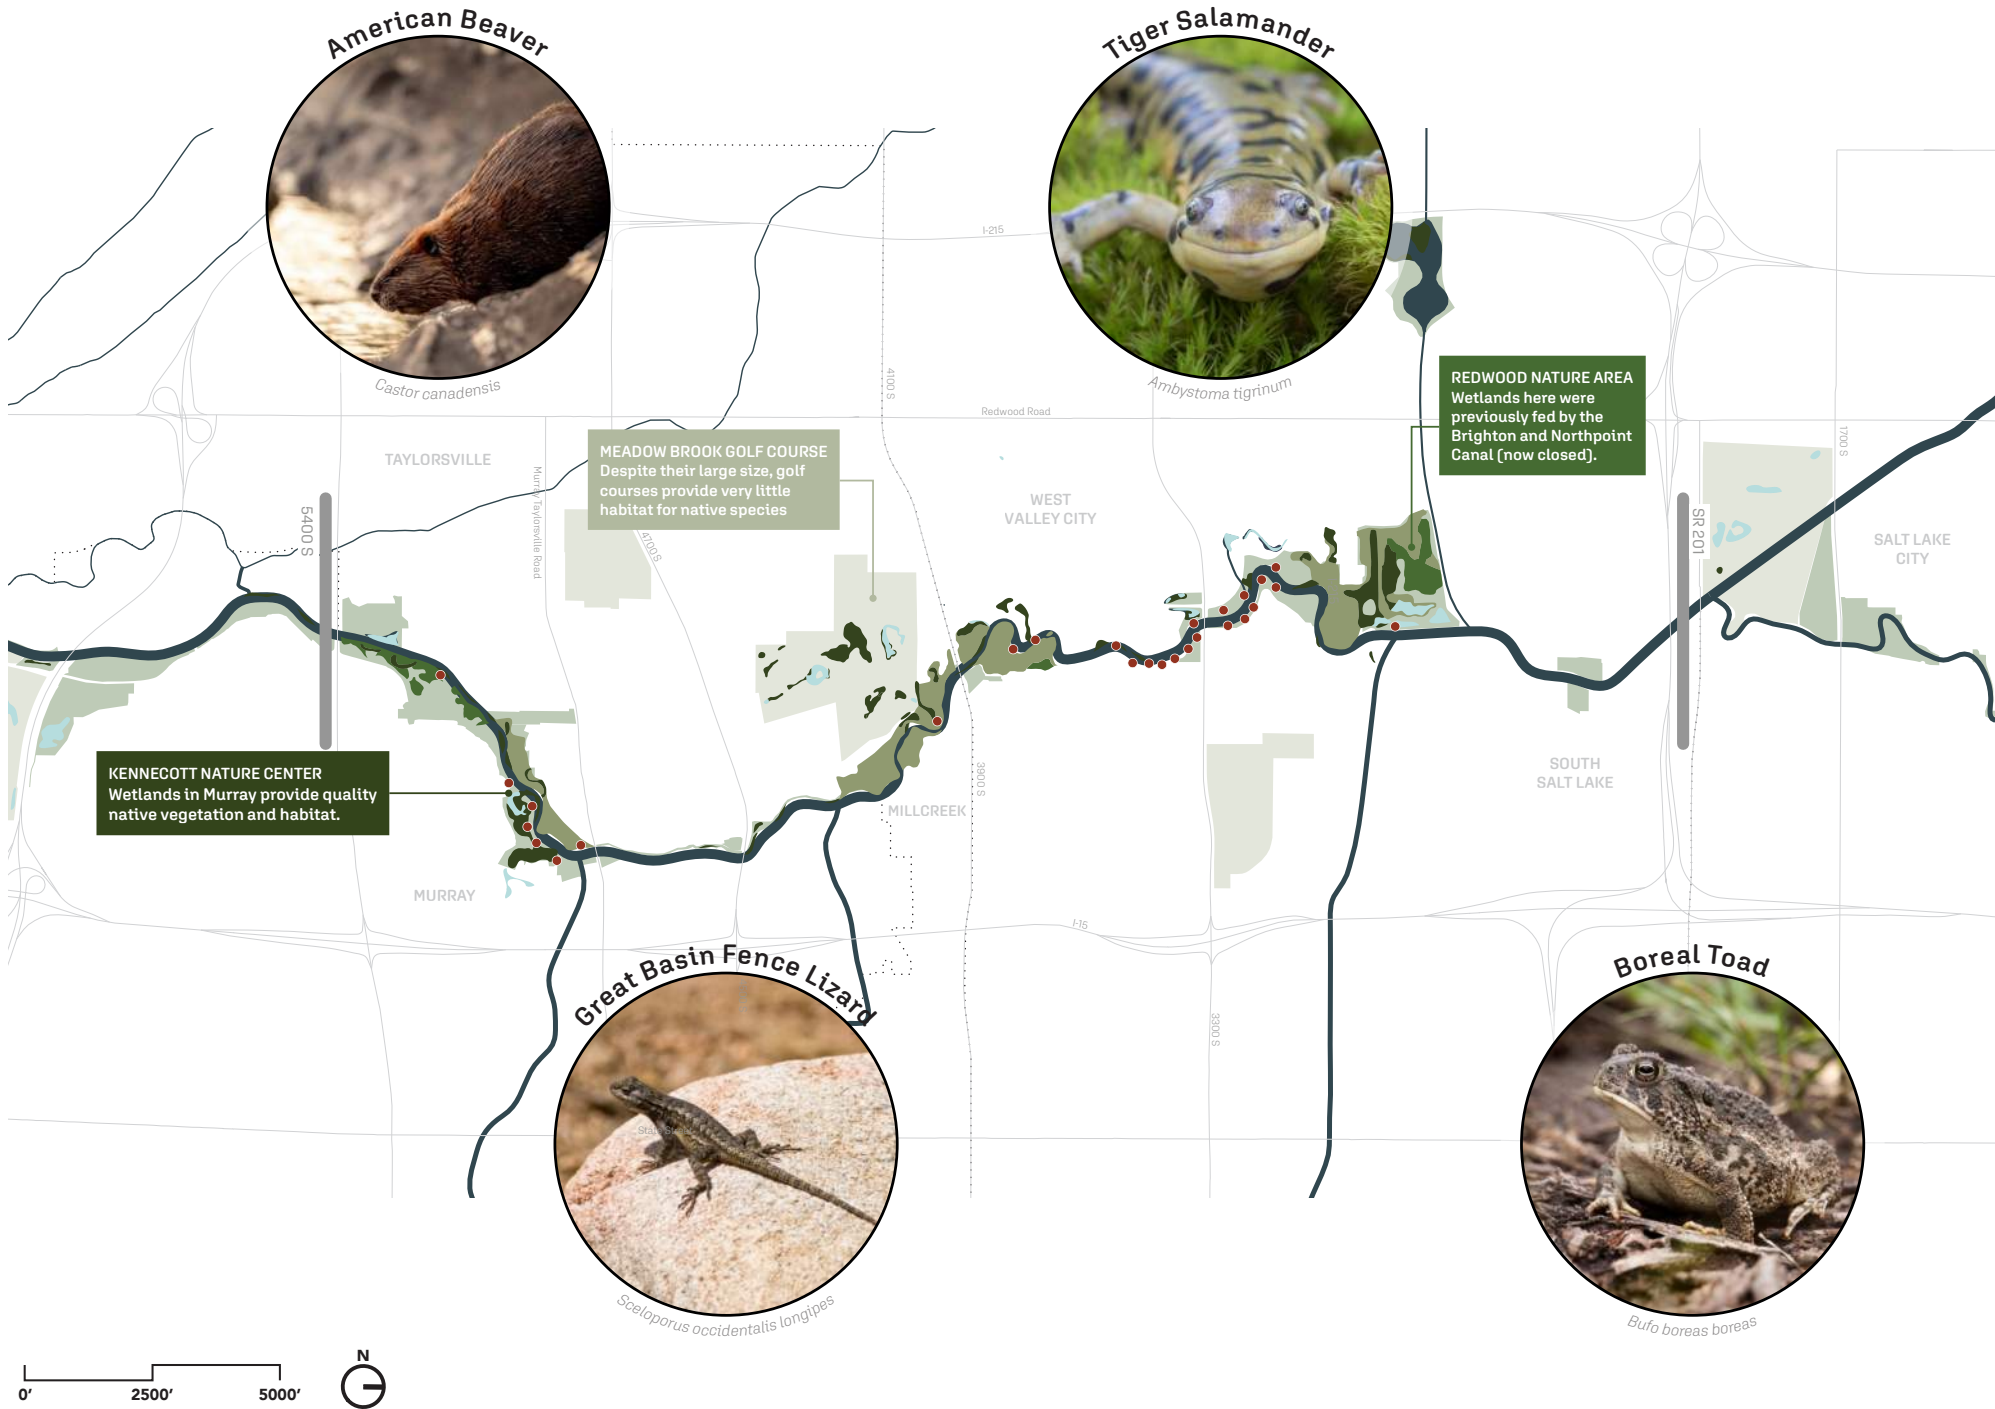 American Beaver
Castor canadensis
Tiger Salamander
Ambystoma tigrinum
I-215
4100 S
Redwood Road
REDWOOD NATURE AREA
Wetlands here were
previously fed by the
Brighton and Northpoint
Canal (now closed).
1700 S
TAYLORSVILLE
Murray Taylorsville Road
MEADOW BROOK GOLF COURSE
Despite their large size, golf
courses provide very little
habitat for native species
4700 S
WEST
VALLEY CITY
5400 S
SR 201
SALT LAKE
CITY
KENNECOTT NATURE CENTER
Wetlands in Murray provide quality
native vegetation and habitat.
3900 S
MILLCREEK
SOUTH
SALT LAKE
MURRAY
I-15
3300 S
Great Basin Fence Lizard
State Street
Sceloporus occidentalis longipes
Boreal Toad
Bufo boreas boreas
0’
2500’
5000’
N